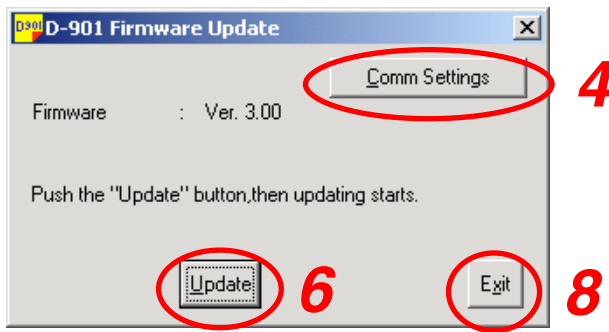 D901 D-901 Firmware Update
Comm Settings 4
Firmware : Ver. 3.00
Push the "Update" button,then updating starts.
Update 6 Exit 8